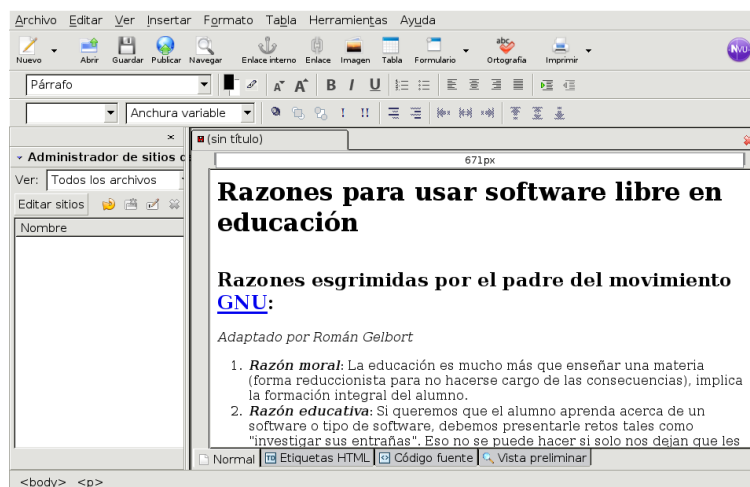 Archivo Editar Ver Insertar Formato Tabla Herramientas Ayuda
Nuevo Abrir Guardar Publicar Navegar Enlace interno Enlace Imagen Tabla Formulario Ortografía Imprimir
Nvu
Párrafo
Anchura variable
(sin título)
Administrador de sitios
671px
Ver: Todos los archivos
Editar sitios
Nombre
Razones para usar software libre en
educación
Razones esgrimidas por el padre del movimiento
GNU:
Adaptado por Román Gelbort
1. Razón moral: La educación es mucho más que enseñar una materia
(forma reduccionista para no hacerse cargo de las consecuencias), implica
la formación integral del alumno.
2. Razón educativa: Si queremos que el alumno aprenda acerca de un
software o tipo de software, debemos presentarle retos tales como
"investigar sus entrañas". Eso no se puede hacer si solo nos dejan que les
Normal Etiquetas HTML Código fuente Vista preliminar
<body> <p>